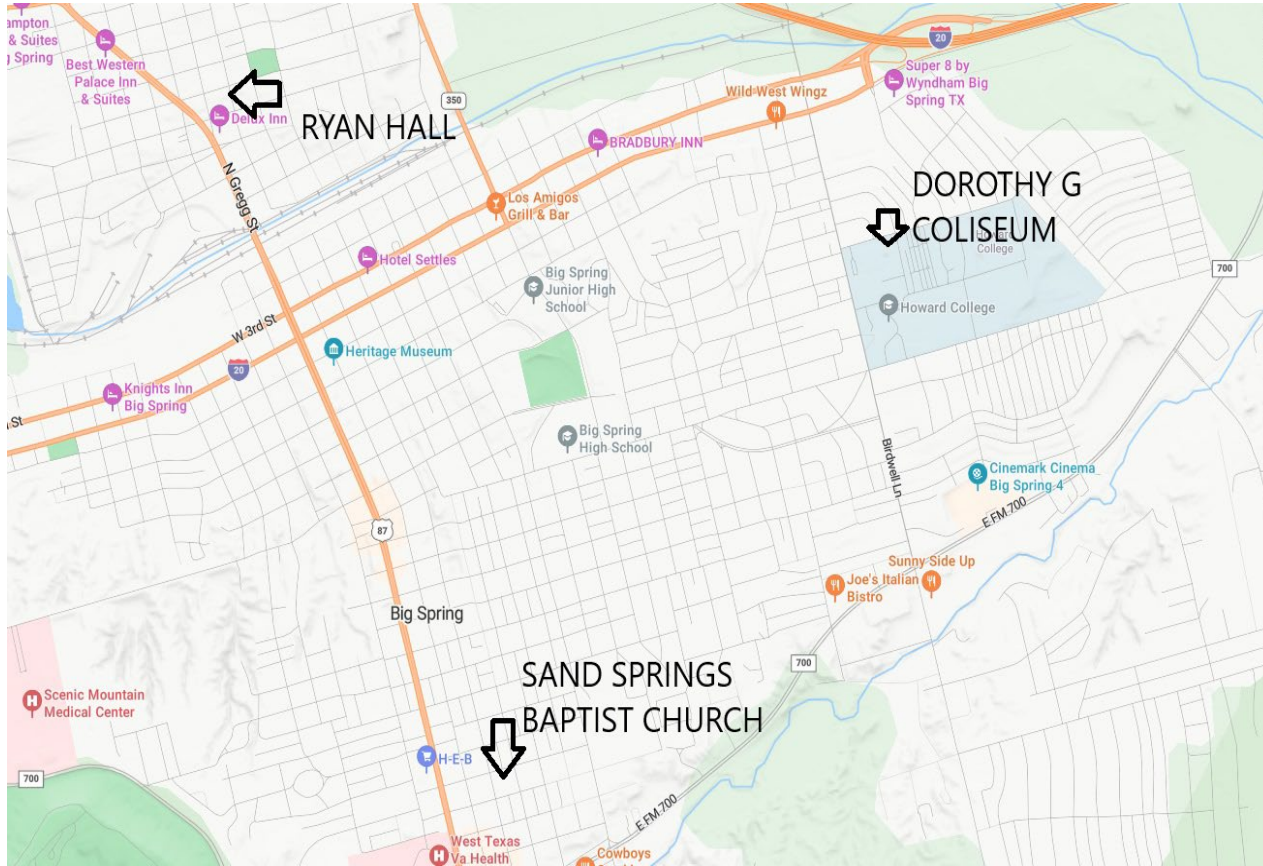 ampton
& Suites
g Spring
Best Western
Palace Inn
& Suites
Delux Inn
RYAN HALL
350
20
Super 8 by
Wyndham Big
Spring TX
Wild West Wingz
BRADBURY INN
N Gregg St
Los Amigos
Grill & Bar
DOROTHY G
COLISEUM
College
Hotel Settles
Big Spring
Junior High
School
Howard College
700
W 3rd St
Heritage Museum
20
Knights Inn
Big Spring
St
Big Spring
High School
Birdwell Ln
Cinemark Cinema
Big Spring 4
E FM 700
87
Sunny Side Up
Joe's Italian
Bistro
Big Spring
700
SAND SPRINGS
BAPTIST CHURCH
Scenic Mountain
Medical Center
H-E-B
700
E FM 700
West Texas
Va Health
Cowboys